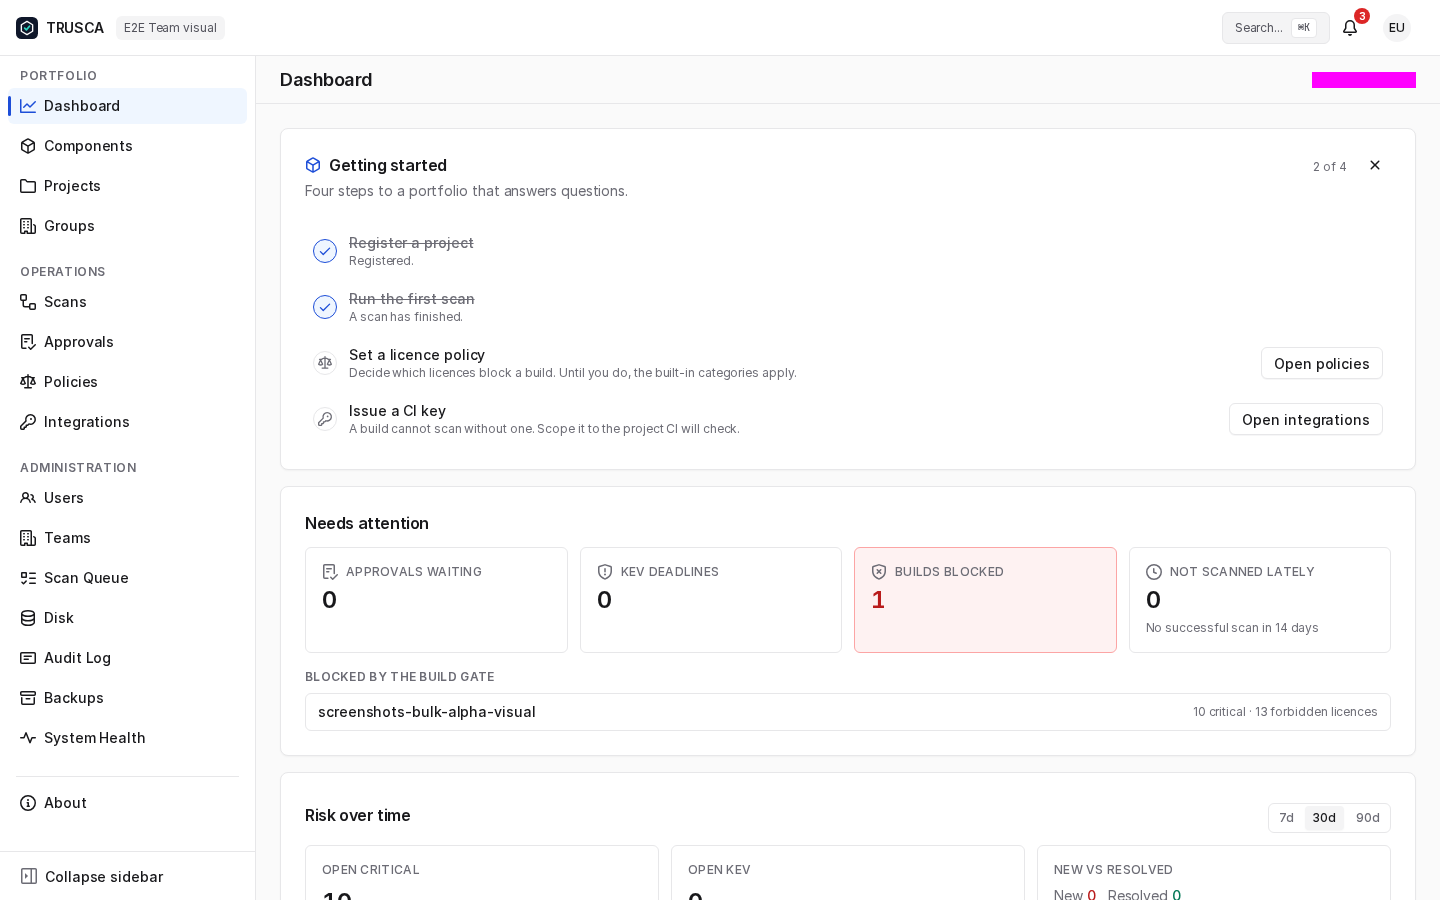 TRUSCA
E2E Team visual
Search...
⌘K
3
EU
PORTFOLIO
Dashboard
Components
Projects
Groups
OPERATIONS
Scans
Approvals
Policies
Integrations
ADMINISTRATION
Users
Teams
Scan Queue
Disk
Audit Log
Backups
System Health
About
Collapse sidebar
Dashboard
Getting started
2 of 4
Four steps to a portfolio that answers questions.
Register a project
Registered.
Run the first scan
A scan has finished.
Set a licence policy
Decide which licences block a build. Until you do, the built-in categories apply.
Open policies
Issue a CI key
A build cannot scan without one. Scope it to the project CI will check.
Open integrations
Needs attention
APPROVALS WAITING
0
KEV DEADLINES
0
BUILDS BLOCKED
1
NOT SCANNED LATELY
0
No successful scan in 14 days
BLOCKED BY THE BUILD GATE
screenshots-bulk-alpha-visual
10 critical · 13 forbidden licences
Risk over time
7d
30d
90d
OPEN CRITICAL
10
OPEN KEV
0
NEW VS RESOLVED
New 0 Resolved 0